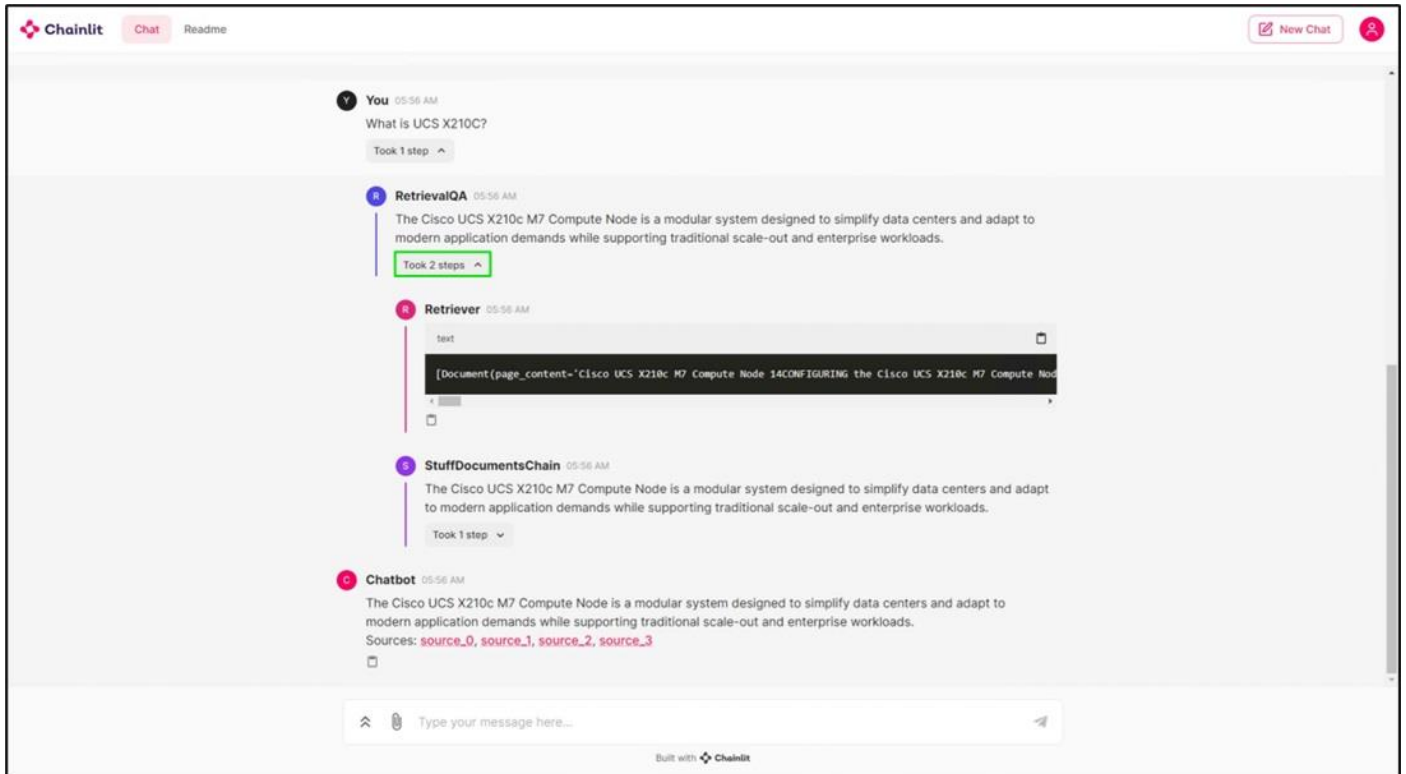 Chainlit Chat Readme New Chat
Y You 05:56 AM
What is UCS X210C?
Took 1 step
R RetrievalQA 05:56 AM
The Cisco UCS X210c M7 Compute Node is a modular system designed to simplify data centers and adapt to
modern application demands while supporting traditional scale-out and enterprise workloads.
Took 2 steps
R Retriever 05:56 AM
text
[Document(page_content='Cisco UCS X210c M7 Compute Node 14CONFIGURING the Cisco UCS X210c M7 Compute Nod
S StuffDocumentsChain 05:56 AM
The Cisco UCS X210c M7 Compute Node is a modular system designed to simplify data centers and adapt
to modern application demands while supporting traditional scale-out and enterprise workloads.
Took 1 step
C Chatbot 05:56 AM
The Cisco UCS X210c M7 Compute Node is a modular system designed to simplify data centers and adapt to
modern application demands while supporting traditional scale-out and enterprise workloads.
Sources: source_0, source_1, source_2, source_3
Type your message here...
Built with Chainlit